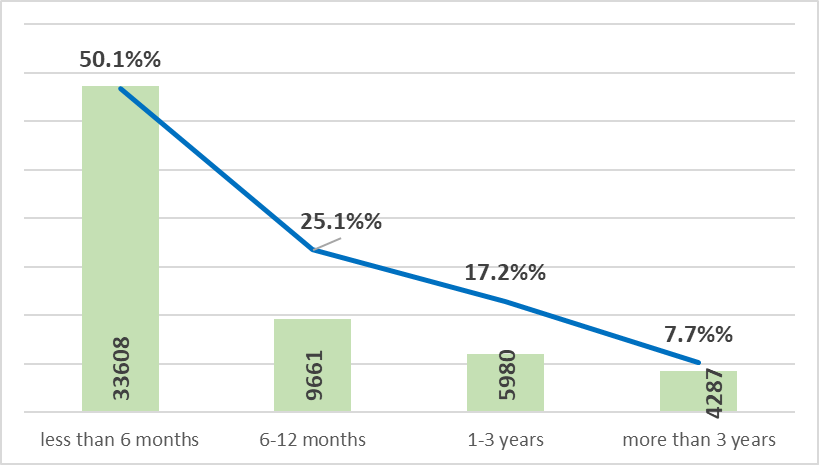 50.1%%
25.1%%
17.2%%
7.7%%
33608
9661
5980
4287
less than 6 months
6-12 months
1-3 years
more than 3 years